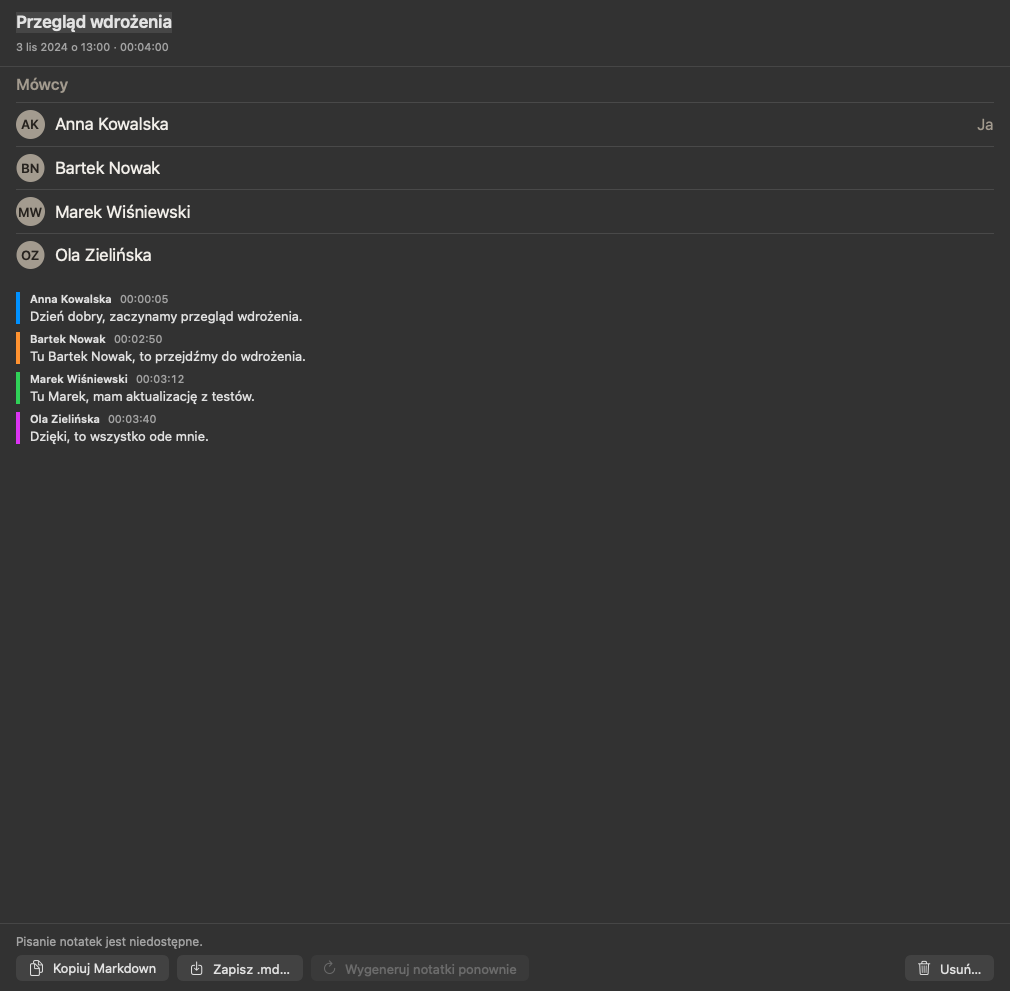 Przegląd wdrożenia
3 lis 2024 o 13:00 · 00:04:00
Mówcy
AK Anna Kowalska Ja
BN Bartek Nowak
MW Marek Wiśniewski
OZ Ola Zielińska
Anna Kowalska 00:00:05
Dzień dobry, zaczynamy przegląd wdrożenia.
Bartek Nowak 00:02:50
Tu Bartek Nowak, to przejdźmy do wdrożenia.
Marek Wiśniewski 00:03:12
Tu Marek, mam aktualizację z testów.
Ola Zielińska 00:03:40
Dzięki, to wszystko ode mnie.
Pisanie notatek jest niedostępne.
Kopiuj Markdown Zapisz .md... Wygeneruj notatki ponownie Usuń...